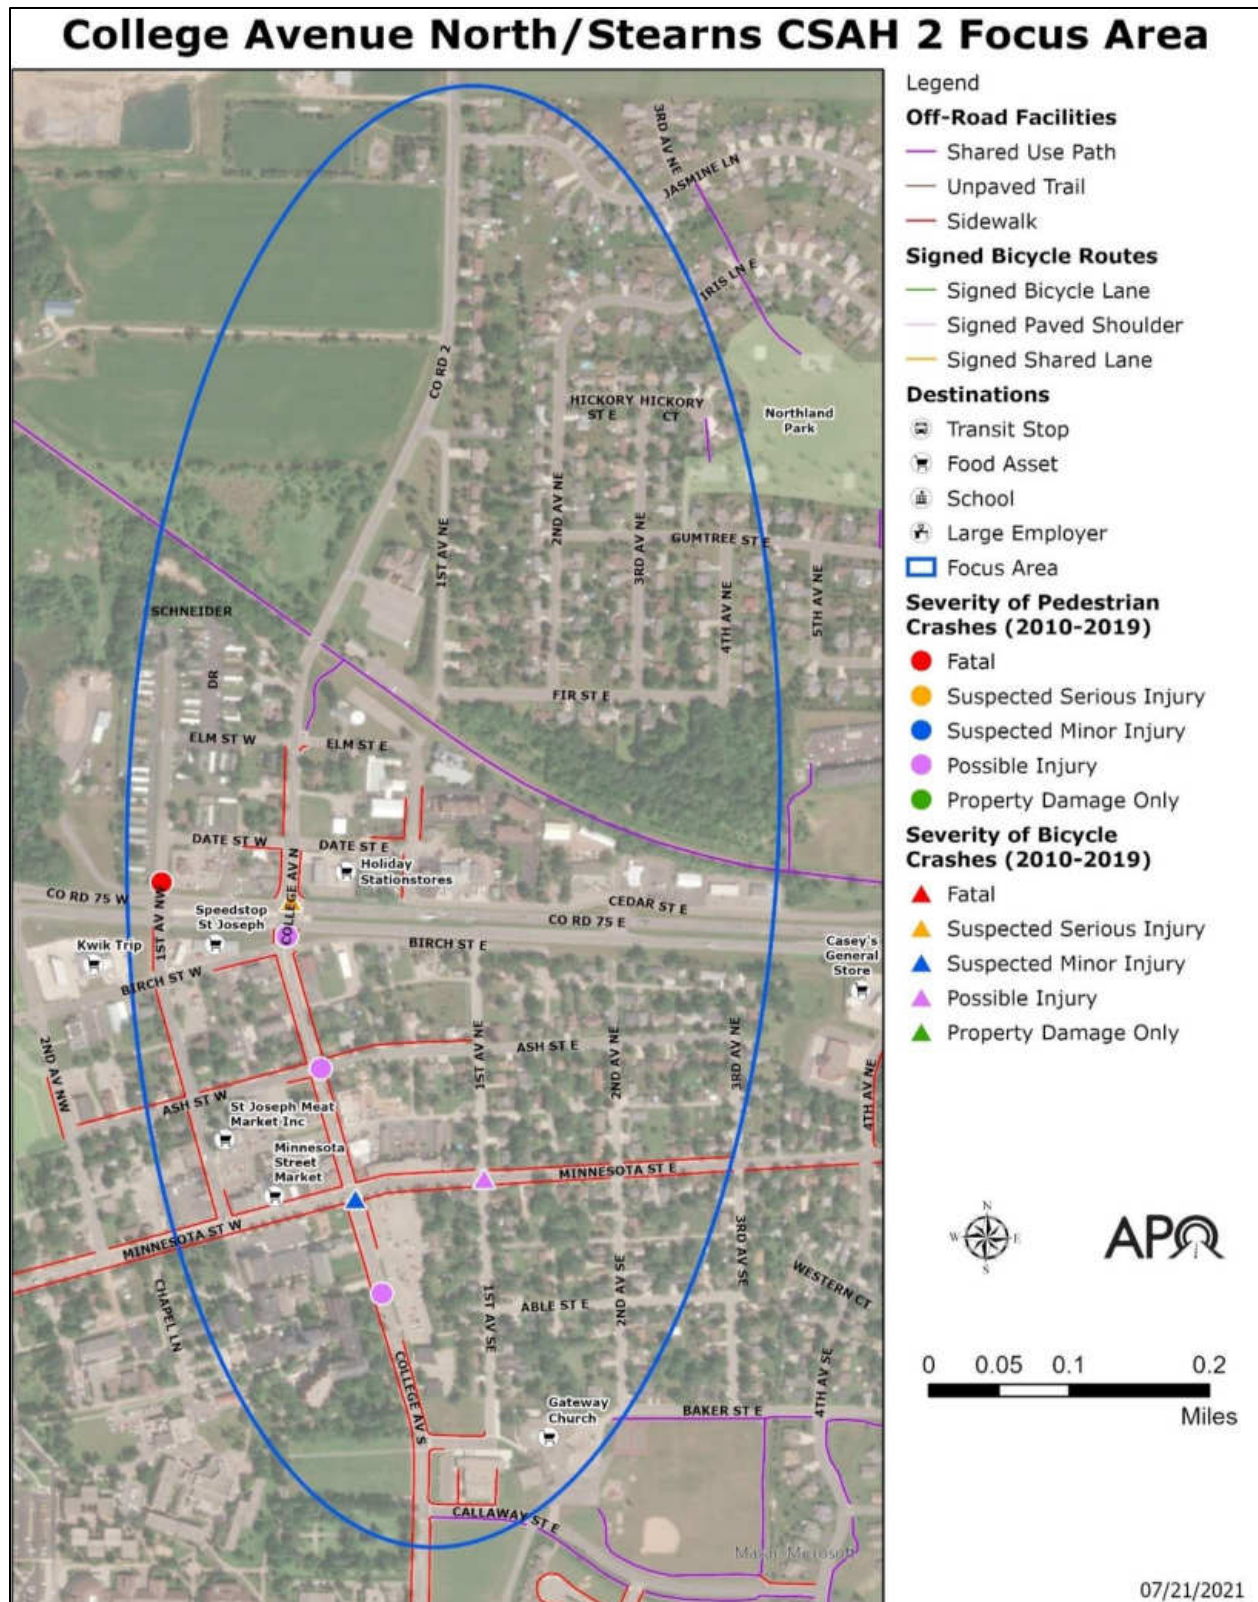 College Avenue North/Stearns CSAH 2 Focus Area
3RD AV NE
JASMINE LN
IRIS LN E
CO RD 2
HICKORY
ST E
HICKORY
CT
Northland
Park
1ST AV NE
2ND AV NE
3RD AV NE
GUMTREE ST E
4TH AV NE
5TH AV NE
SCHNEIDER
DR
FIR ST E
ELM ST W
ELM ST E
DATE ST W
DATE ST E
COLLEGE AV N
Holiday
Stationstores
CO RD 75 W
CEDAR ST E
CO RD 75 E
1ST AV NW
Speedstop
St Joseph
Kwik Trip
BIRCH ST E
BIRCH ST W
Casey's
General
Store
2ND AV NW
1ST AV NE
ASH ST E
2ND AV NE
3RD AV NE
4TH AV NE
ASH ST W
St Joseph Meat
Market Inc
Minnesota
Street
Market
MINNESOTA ST E
MINNESOTA ST W
CHAPEL LN
1ST AV SE
ABLE ST E
2ND AV SE
3RD AV SE
WESTERN CT
COLLEGE AV S
4TH AV SE
Gateway
Church
BAKER ST E
CALLAWAY ST E
Legend
Off-Road Facilities
Shared Use Path
Unpaved Trail
Sidewalk
Signed Bicycle Routes
Signed Bicycle Lane
Signed Paved Shoulder
Signed Shared Lane
Destinations
Transit Stop
Food Asset
School
Large Employer
Focus Area
Severity of Pedestrian
Crashes (2010-2019)
Fatal
Suspected Serious Injury
Suspected Minor Injury
Possible Injury
Property Damage Only
Severity of Bicycle
Crashes (2010-2019)
Fatal
Suspected Serious Injury
Suspected Minor Injury
Possible Injury
Property Damage Only
N
W E
S
APO
0 0.05 0.1 0.2
Miles
Microsoft
07/21/2021